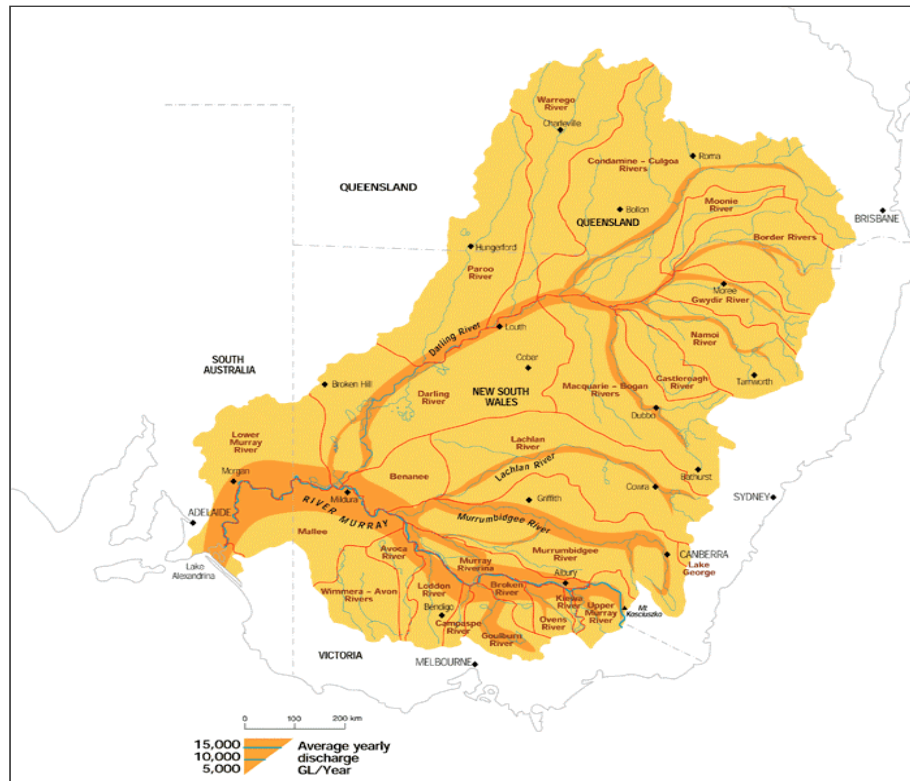 Warrego
River
Charleville
Condamine – Culgoa
Rivers
Roma
QUEENSLAND
Bollon
QUEENSLAND
Moonie
River
BRISBANE
Border Rivers
Hungerford
Paroo
River
Moree
Gwydir River
Darling River
Louth
Namoi
River
Cobar
SOUTH
AUSTRALIA
Broken Hill
Darling
River
NEW SOUTH
WALES
Macquarie – Bogan
Rivers
Castlereagh
River
Tamworth
Dubbo
Lower
Murray
River
Lachlan
River
Lachlan River
Bathurst
Morgan
Benanee
Mildura
Cowra
SYDNEY
Griffith
RIVER MURRAY
ADELAIDE
Mallee
Murrumbidgee River
Avoca
River
Murrumbidgee
River
CANBERRA
Lake
George
Lake
Alexandrina
Murray
Riverina
Albury
Wimmera – Avon
Rivers
Loddon
River
Broken
River
Kiewa
River
Upper
Murray
River
Mt
Kosciuszko
Bendigo
Campaspe
River
Ovens
River
Goulburn
River
VICTORIA
MELBOURNE
0 100 200 km
15,000
10,000
5,000
Average yearly
discharge
GL/Year